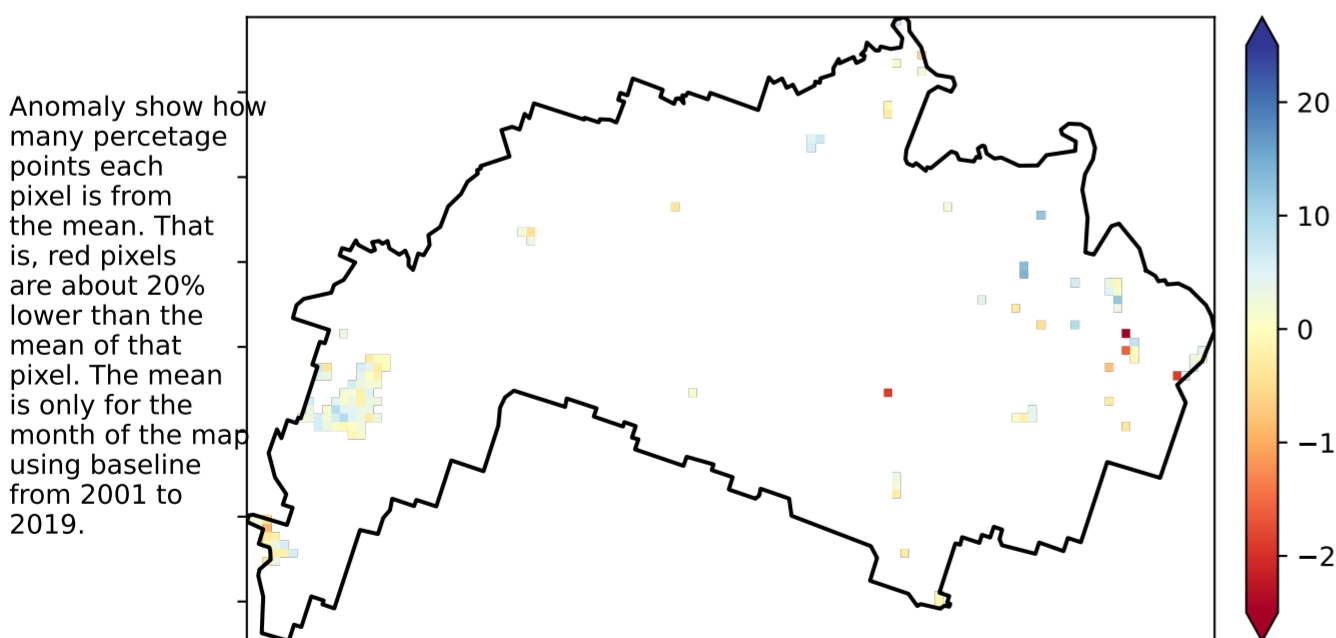 Anomaly show how
many percetage
points each
pixel is from
the mean. That
is, red pixels
are about 20%
lower than the
mean of that
pixel. The mean
is only for the
month of the map
using baseline
from 2001 to
2019.
20
10
0
−1
−2